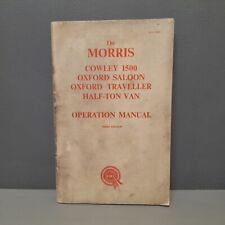 The
MORRIS
COWLEY 1500
OXFORD SALOON
OXFORD TRAVELLER
HALF-TON VAN
OPERATION MANUAL